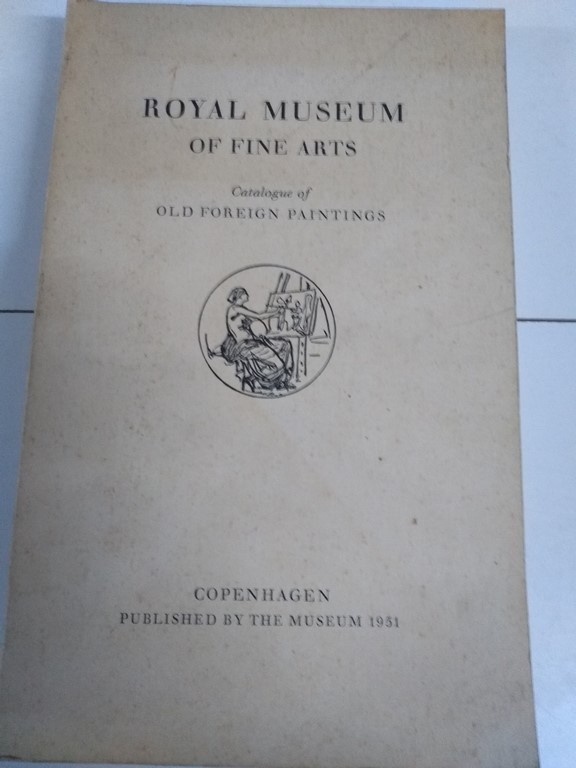 ROYAL MUSEUM
OF FINE ARTS
Catalogue of
OLD FOREIGN PAINTINGS
COPENHAGEN
PUBLISHED BY THE MUSEUM 1951